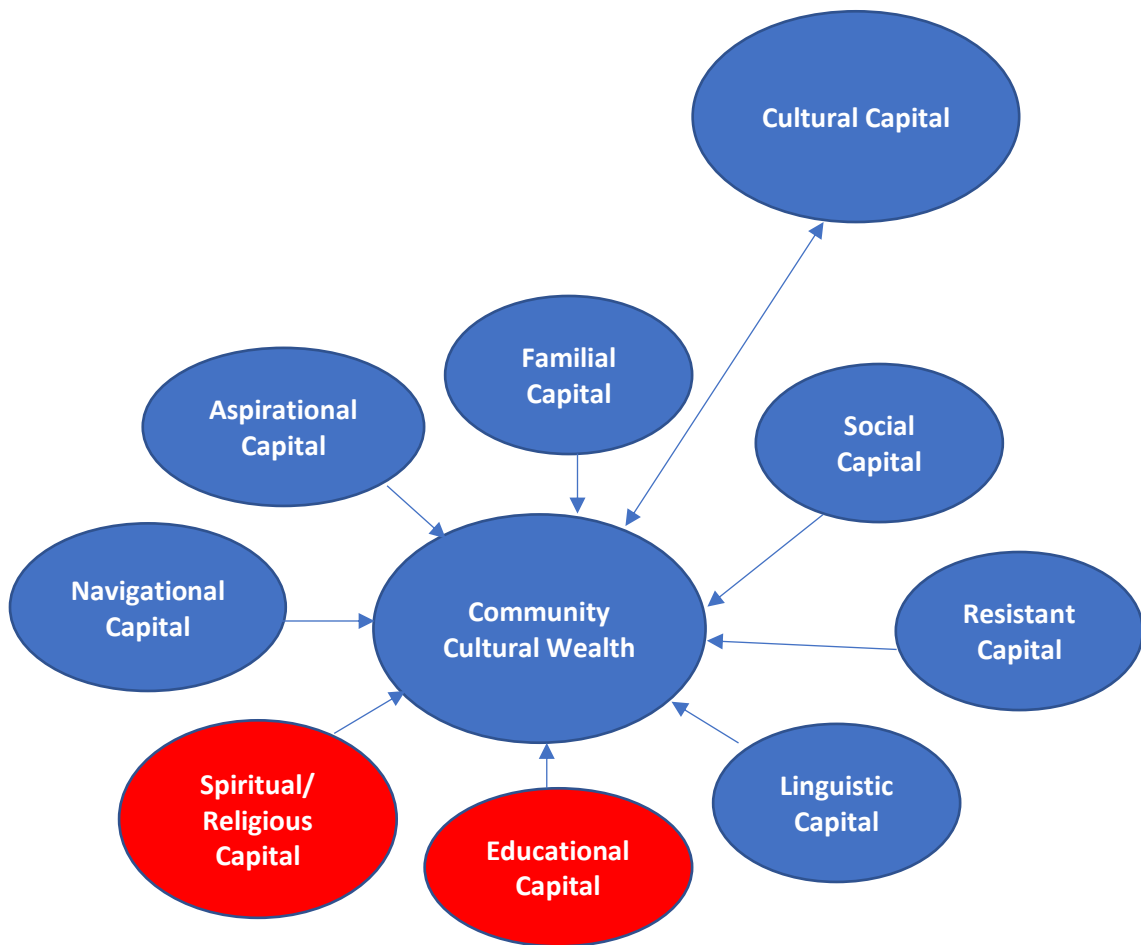 Cultural Capital
Familial
Capital
Aspirational
Capital
Social
Capital
Navigational
Capital
Community
Cultural Wealth
Resistant
Capital
Spiritual/
Religious
Capital
Educational
Capital
Linguistic
Capital